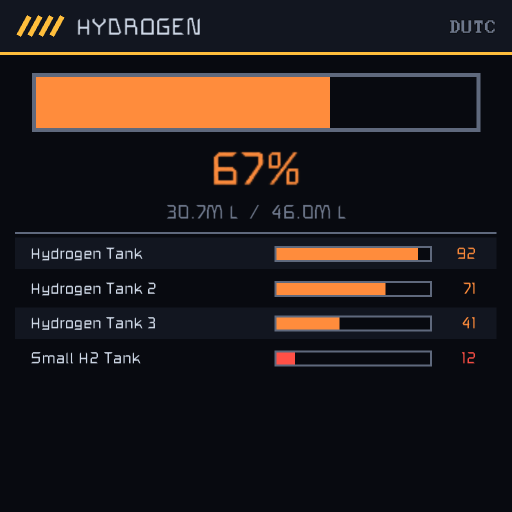 HYDROGEN DUTC
67%
30.7M L / 46.0M L
Hydrogen Tank 92
Hydrogen Tank 2 71
Hydrogen Tank 3 41
Small H2 Tank 12